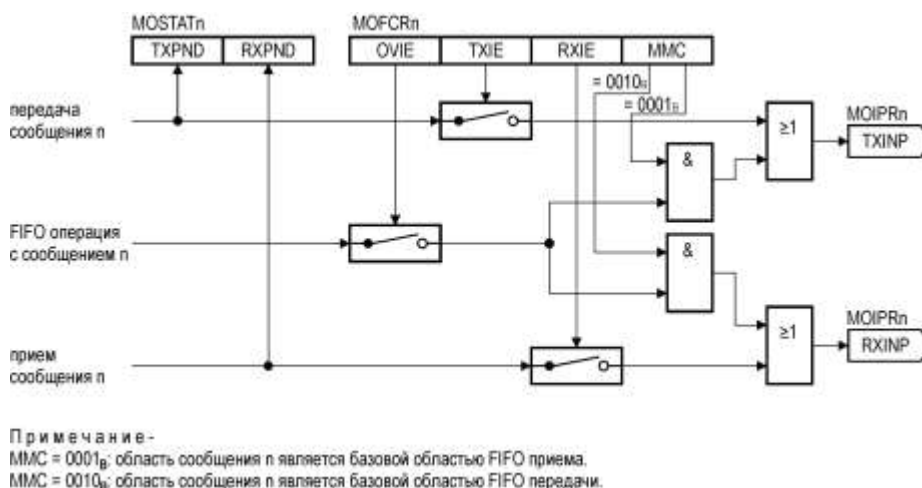 MOSTATn
MOFCRn
TXPND RXPND
OVIE TXIE RXIE MMC
= 0010B
= 0001B
передача
сообщения n
≥1
MOIPRn
TXINP
&
FIFO операция
с сообщением n
&
≥1
MOIPRn
RXINP
прием
сообщения n
Примечание -
MMC = 0001B: область сообщения n является базовой областью FIFO приема.
MMC = 0010B: область сообщения n является базовой областью FIFO передачи.